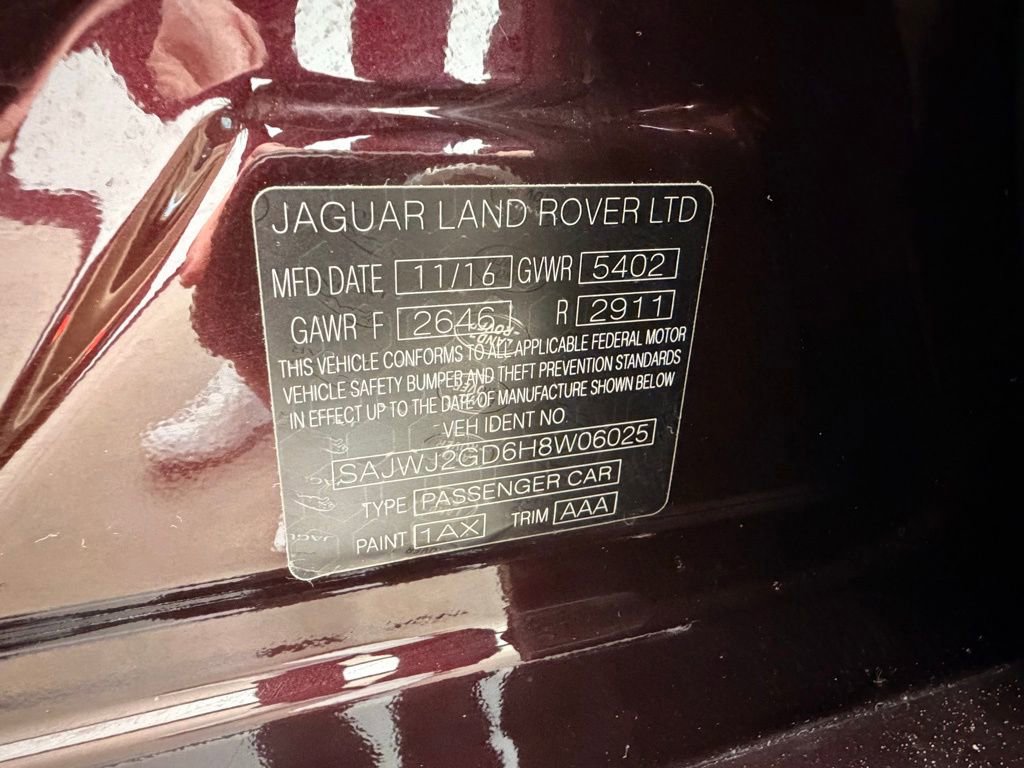 JAGUAR LAND ROVER LTD
MFD DATE 11/16 GVWR 5402
GAWR F 2646 R 2911
THIS VEHICLE CONFORMS TO ALL APPLICABLE FEDERAL MOTOR
VEHICLE SAFETY BUMPER AND THEFT PREVENTION STANDARDS
IN EFFECT UP TO THE DATE OF MANUFACTURE SHOWN BELOW
VEH IDENT NO.
SAJWJ2GD6H8W06025
TYPE PASSENGER CAR
PAINT 1AX TRIM AAA